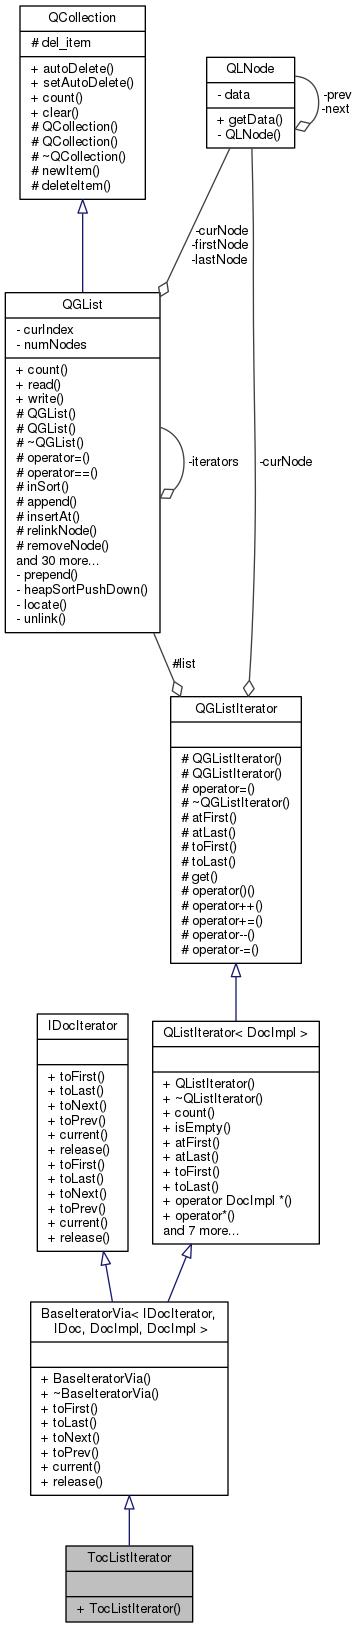 QCollection
# del_item
+ autoDelete()
+ setAutoDelete()
+ count()
+ clear()
# QCollection()
# QCollection()
# ~QCollection()
# newItem()
# deleteItem()
QLNode
- data
+ getData()
- QLNode()
-prev
-next
-curNode
-firstNode
-lastNode
QGList
- curIndex
- numNodes
+ count()
+ read()
+ write()
# QGList()
# QGList()
# ~QGList()
# operator=()
# operator==()
# inSort()
# append()
# insertAt()
# relinkNode()
# removeNode()
and 30 more...
- prepend()
- heapSortPushDown()
- locate()
- unlink()
-iterators
-curNode
#list
QGListIterator
# QGListIterator()
# QGListIterator()
# operator=()
# ~QGListIterator()
# atFirst()
# atLast()
# toFirst()
# toLast()
# get()
# operator()()
# operator++()
# operator+=()
# operator--()
# operator-=()
IDocIterator
+ toFirst()
+ toLast()
+ toNext()
+ toPrev()
+ current()
+ release()
+ toFirst()
+ toLast()
+ toNext()
+ toPrev()
+ current()
+ release()
QListIterator< DocImpl >
+ QListIterator()
+ ~QListIterator()
+ count()
+ isEmpty()
+ atFirst()
+ atLast()
+ toFirst()
+ toLast()
+ operator DocImpl *()
+ operator*()
and 7 more...
BaseIteratorVia< IDocIterator,
IDoc, DocImpl, DocImpl >
+ BaseIteratorVia()
+ ~BaseIteratorVia()
+ toFirst()
+ toLast()
+ toNext()
+ toPrev()
+ current()
+ release()
TocListIterator
+ TocListIterator()